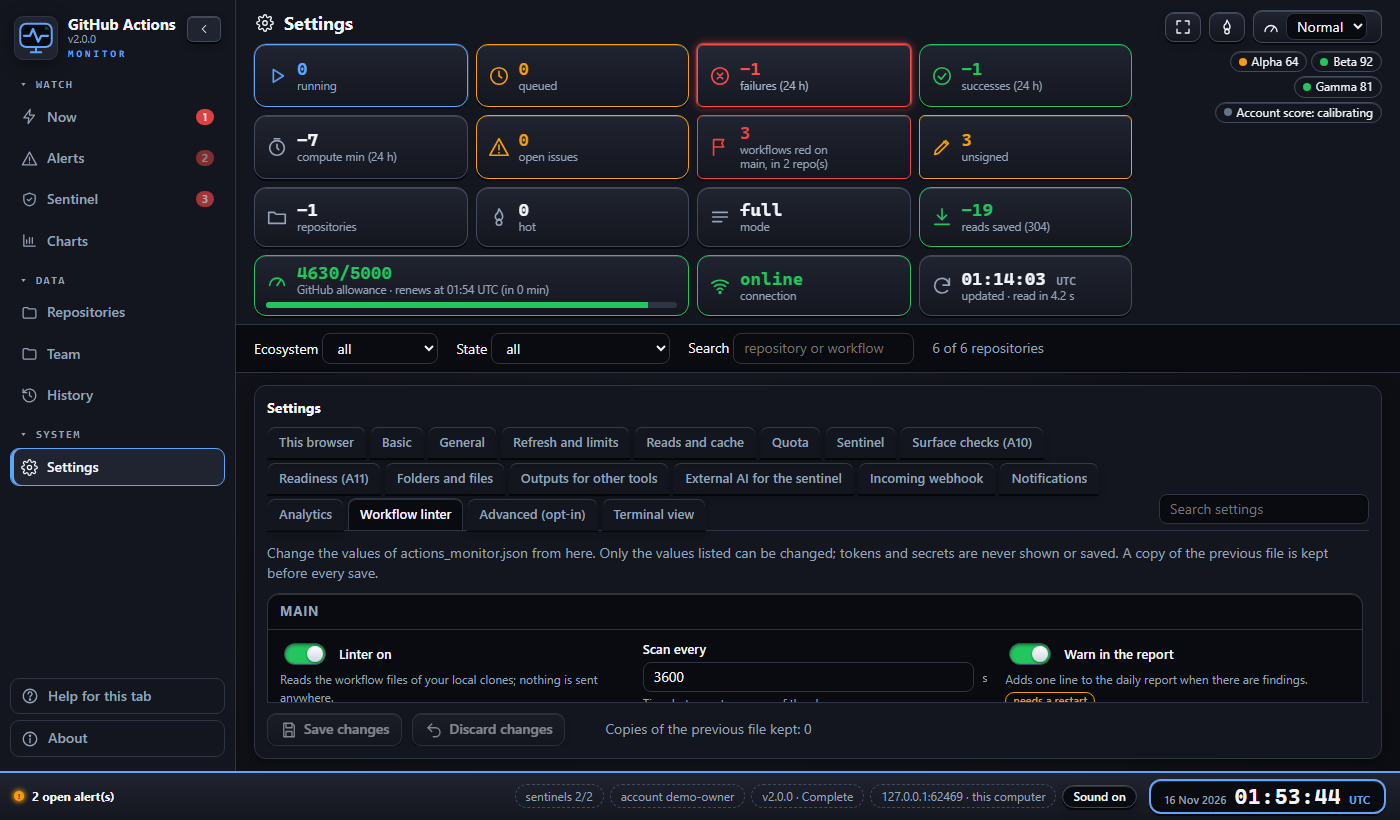 GitHub Actions
v2.0.0
MONITOR
WATCH
Now 1
Alerts 2
Sentinel 3
Charts
DATA
Repositories
Team
History
SYSTEM
Settings
Help for this tab
About
Settings
Normal
0
running
0
queued
−1
failures (24 h)
−1
successes (24 h)
Alpha 64
Beta 92
Gamma 81
Account score: calibrating
−7
compute min (24 h)
0
open issues
3
workflows red on
main, in 2 repo(s)
3
unsigned
−1
repositories
0
hot
full
mode
−19
reads saved (304)
4630/5000
GitHub allowance · renews at 01:54 UTC (in 0 min)
online
connection
01:14:03 UTC
updated · read in 4.2 s
Ecosystem all State all Search repository or workflow 6 of 6 repositories
Settings
This browser Basic General Refresh and limits Reads and cache Quota Sentinel Surface checks (A10)
Readiness (A11) Folders and files Outputs for other tools External AI for the sentinel Incoming webhook Notifications
Analytics Workflow linter Advanced (opt-in) Terminal view Search settings
Change the values of actions_monitor.json from here. Only the values listed can be changed; tokens and secrets are never shown or saved. A copy of the previous file is kept
before every save.
MAIN
Linter on
Reads the workflow files of your local clones; nothing is sent
anywhere.
Scan every
3600 s
Warn in the report
Adds one line to the daily report when there are findings.
needs a restart
Save changes Discard changes Copies of the previous file kept: 0
2 open alert(s) sentinels 2/2 account demo-owner v2.0.0 · Complete 127.0.0.1:62469 · this computer Sound on 16 Nov 2026 01:53:44 UTC